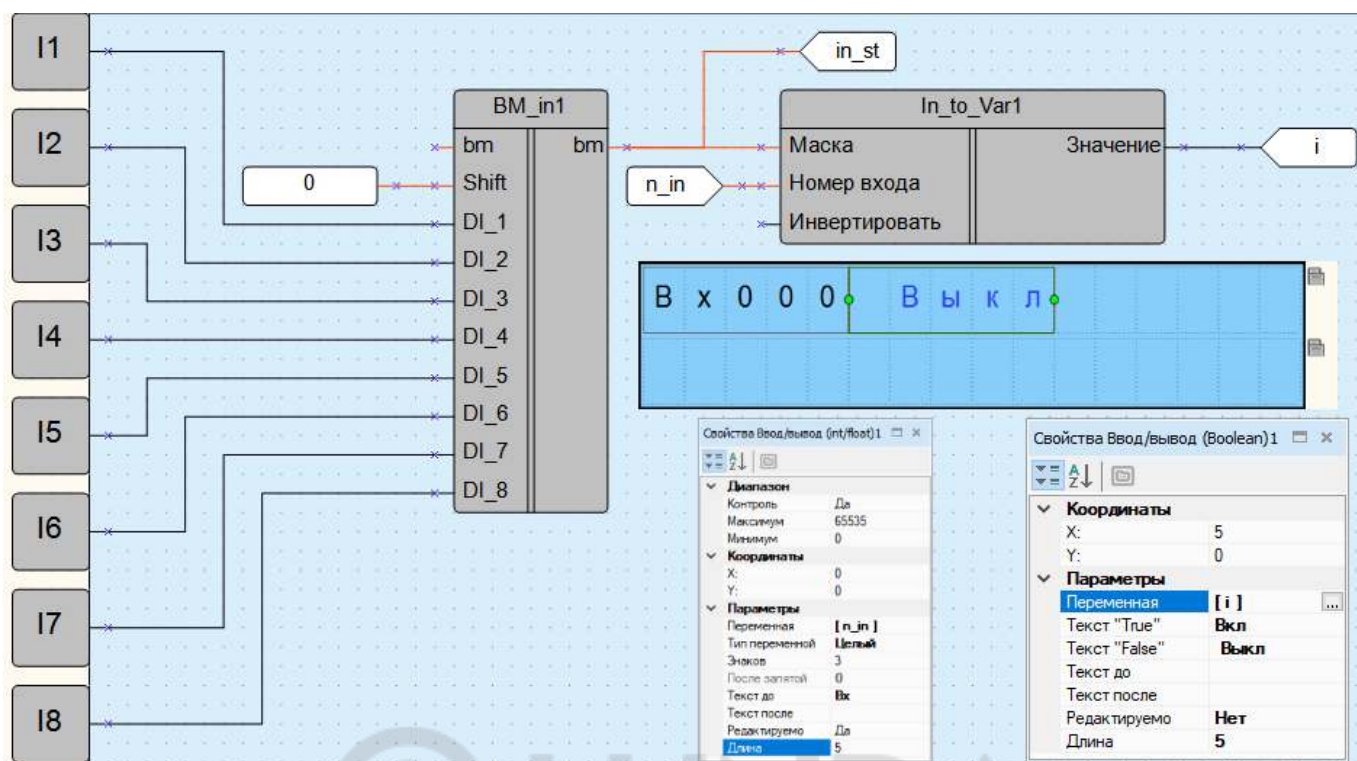 I1
I2
I3
I4
I5
I6
I7
I8
BM_in1
bm bm
0
Shift
DI_1
DI_2
DI_3
DI_4
DI_5
DI_6
DI_7
DI_8
in_st
In_to_Var1
Маска Значение
i
n_in
Номер входа
Инвертировать
В х 0 0 0 В ы к л
Свойства Ввод/вывод (int/float)1
Диапазон
Контроль Да
Максимум 65535
Минимум 0
Координаты
X: 0
Y: 0
Параметры
Переменная [ n_in ]
Тип переменной Целый
Знаков 3
После запятой 0
Текст до Вх
Текст после
Редактируемо Да
Длина 5
Свойства Ввод/вывод (Boolean)1
Координаты
X: 5
Y: 0
Параметры
Переменная [ i ] ...
Текст "True" Вкл
Текст "False" Выкл
Текст до
Текст после
Редактируемо Нет
Длина 5